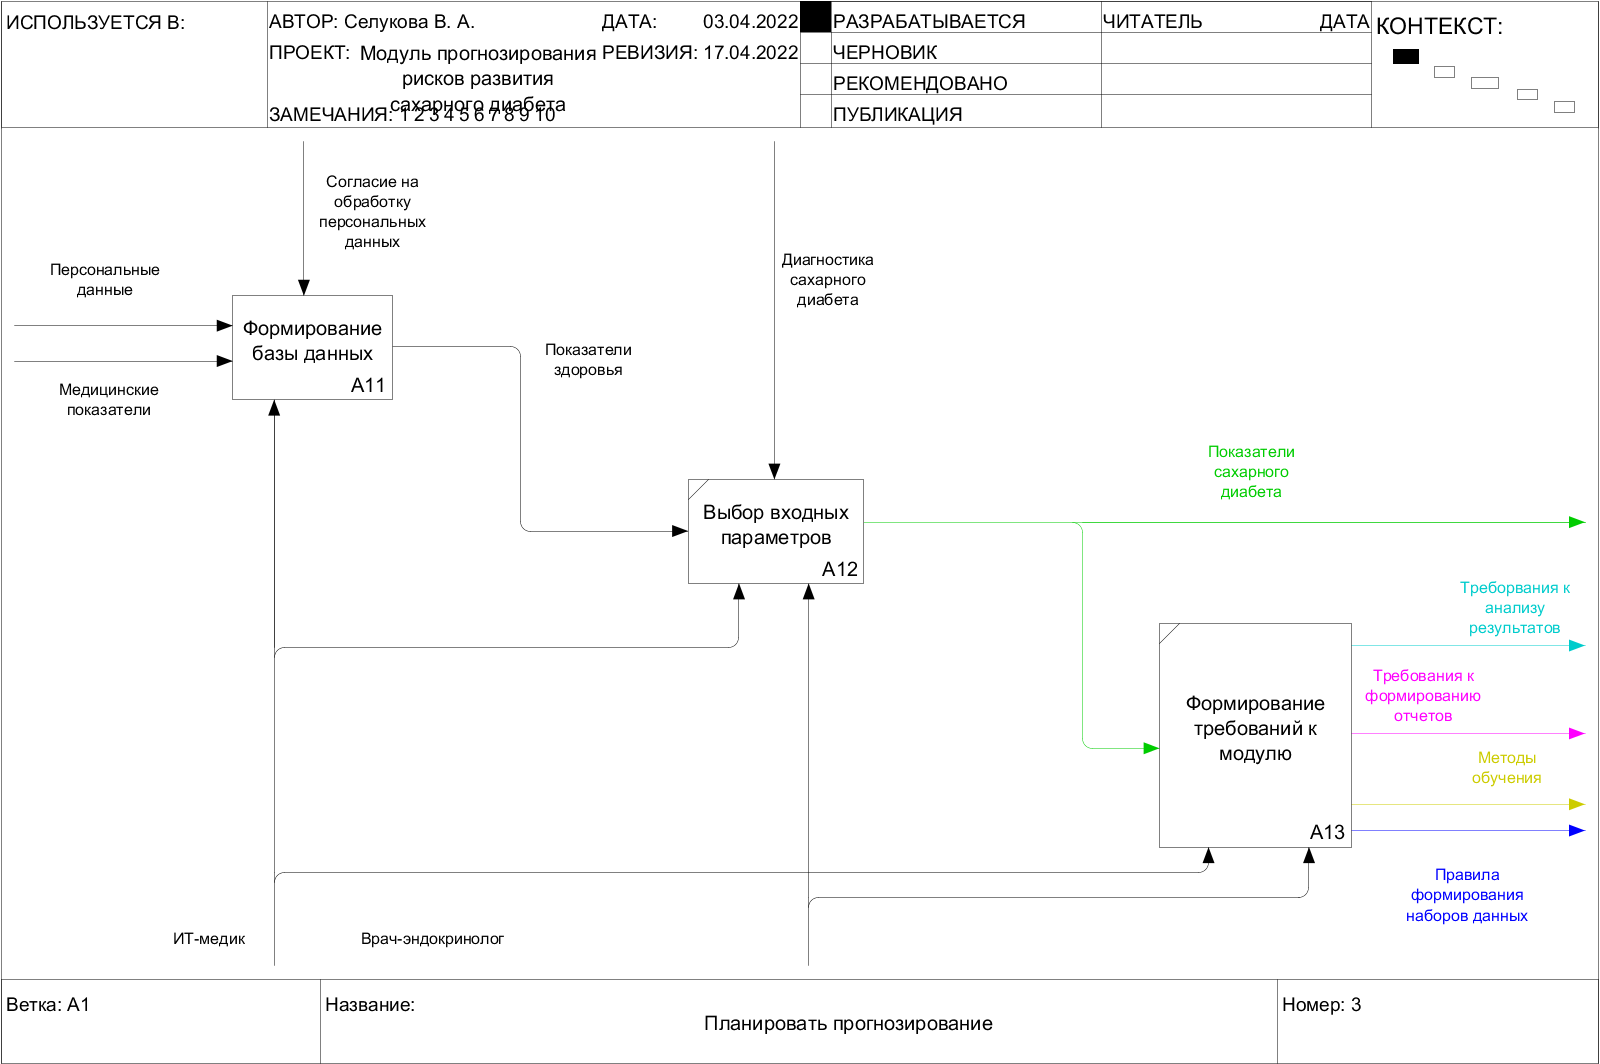 ИСПОЛЬЗУЕТСЯ В:
АВТОР: Селукова В. А.
ДАТА: 03.04.2022
ПРОЕКТ: Модуль прогнозирования
рисков развития
сахарного диабета
РЕВИЗИЯ: 17.04.2022
ЗАМЕЧАНИЯ: 1 2 3 4 5 6 7 8 9 10
РАЗРАБАТЫВАЕТСЯ
ЧЕРНОВИК
РЕКОМЕНДОВАНО
ПУБЛИКАЦИЯ
ЧИТАТЕЛЬ
ДАТА
КОНТЕКСТ:
Согласие на
обработку
персональных
данных
Персональные
данные
Медицинские
показатели
Формирование
базы данных
A11
Показатели
здоровья
Диагностика
сахарного
диабета
Выбор входных
параметров
A12
Показатели
сахарного
диабета
Треборвания к
анализу
результатов
Требования к
формированию
отчетов
Методы
обучения
Формирование
требований к
модулю
A13
Правила
формирования
наборов данных
ИТ-медик
Врач-эндокринолог
Ветка: A1
Название:
Планировать прогнозирование
Номер: 3